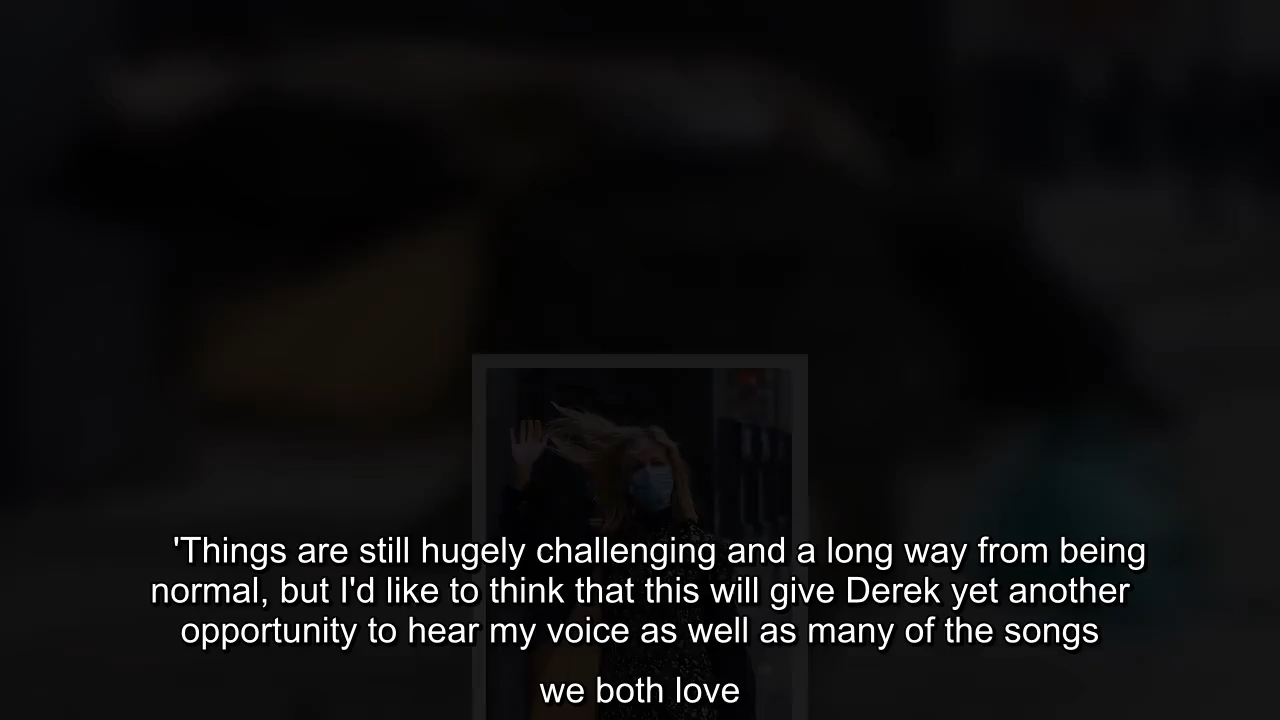 'Things are still hugely challenging and a long way from being
normal, but I'd like to think that this will give Derek yet another
opportunity to hear my voice as well as many of the songs
we both love